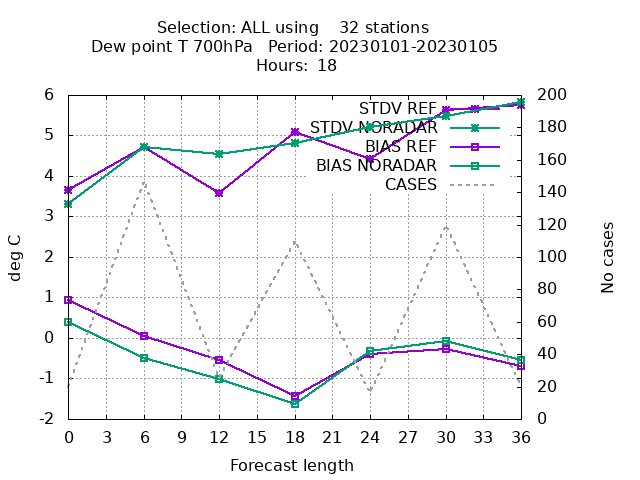 Selection: ALL using    32 stations
Dew point T 700hPa   Period: 20230101-20230105
Hours: 18
STDV REF
STDV NORADAR
BIAS REF
BIAS NORADAR
CASES
6
5
4
3
2
1
0
-1
-2
200
180
160
140
120
100
80
60
40
20
0
deg C
No cases
0 3 6 9 12 15 18 21 24 27 30 33 36
Forecast length